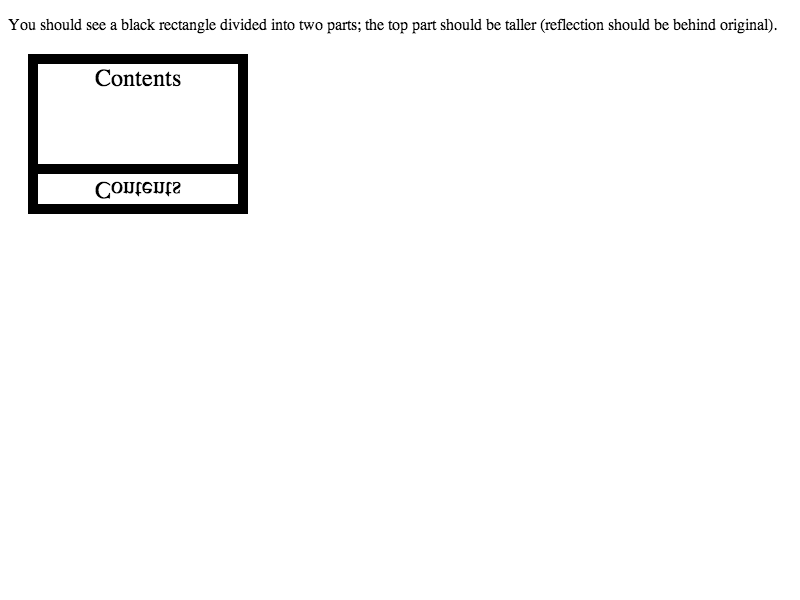 You should see a black rectangle divided into two parts; the top part should be taller (reflection should be behind original).
Contents
Contents